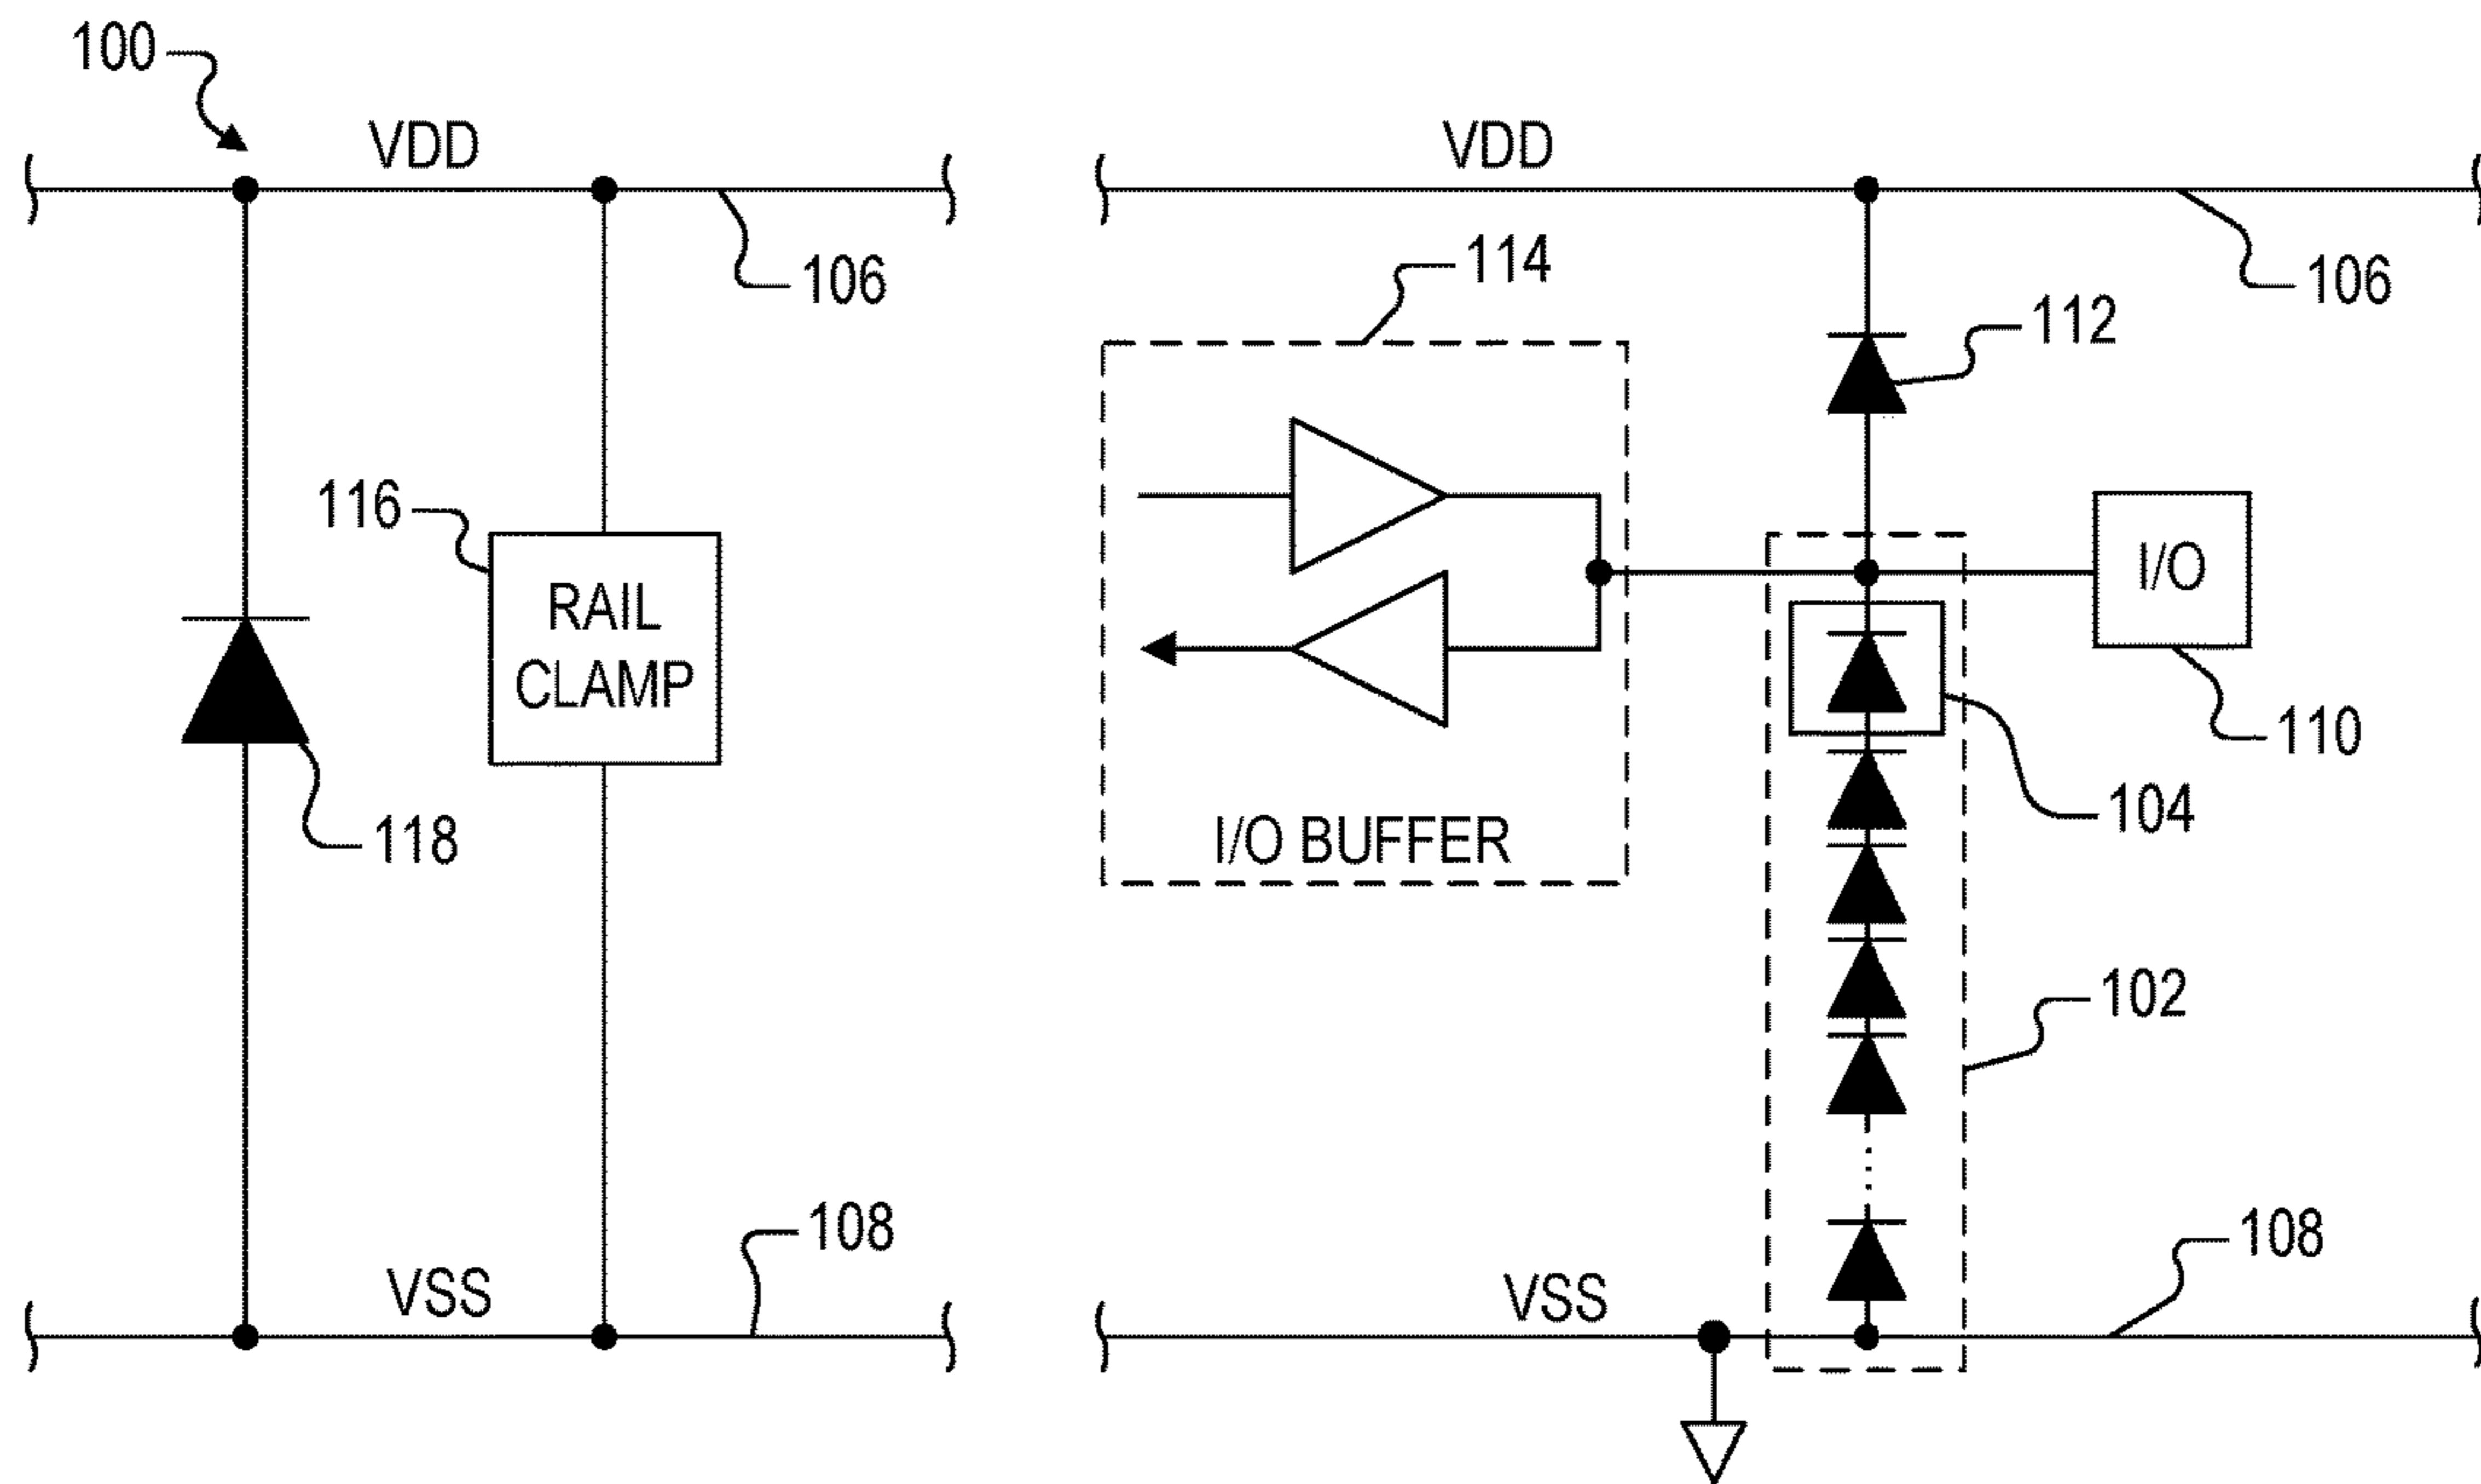 100
VDD
VDD
106
114
106
112
116
RAIL
CLAMP
I/O
110
118
I/O BUFFER
104
102
108
108
VSS
VSS